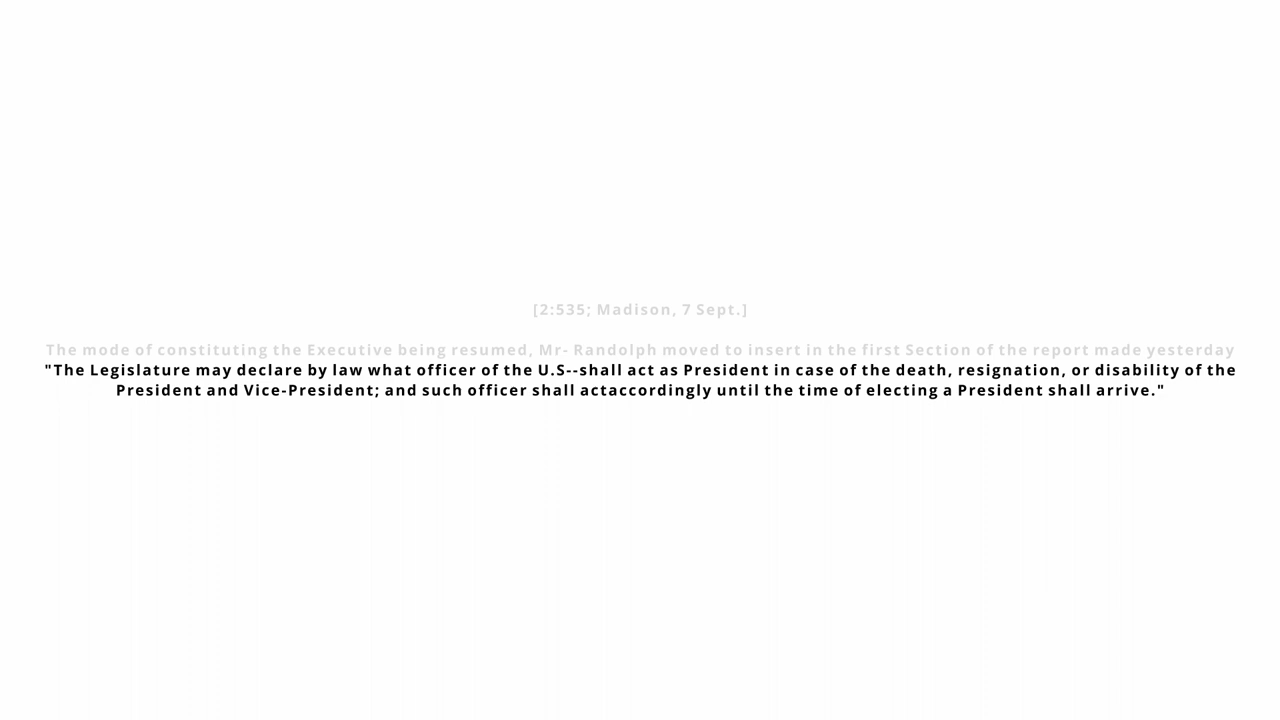 [2:535; Madison, 7 Sept.]
The mode of constituting the Executive being resumed, Mr- Randolph moved to insert in the first Section of the report made yesterday
"The Legislature may declare by law what officer of the U.S--shall act as President in case of the death, resignation, or disability of the
President and Vice-President; and such officer shall actaccordingly until the time of electing a President shall arrive."